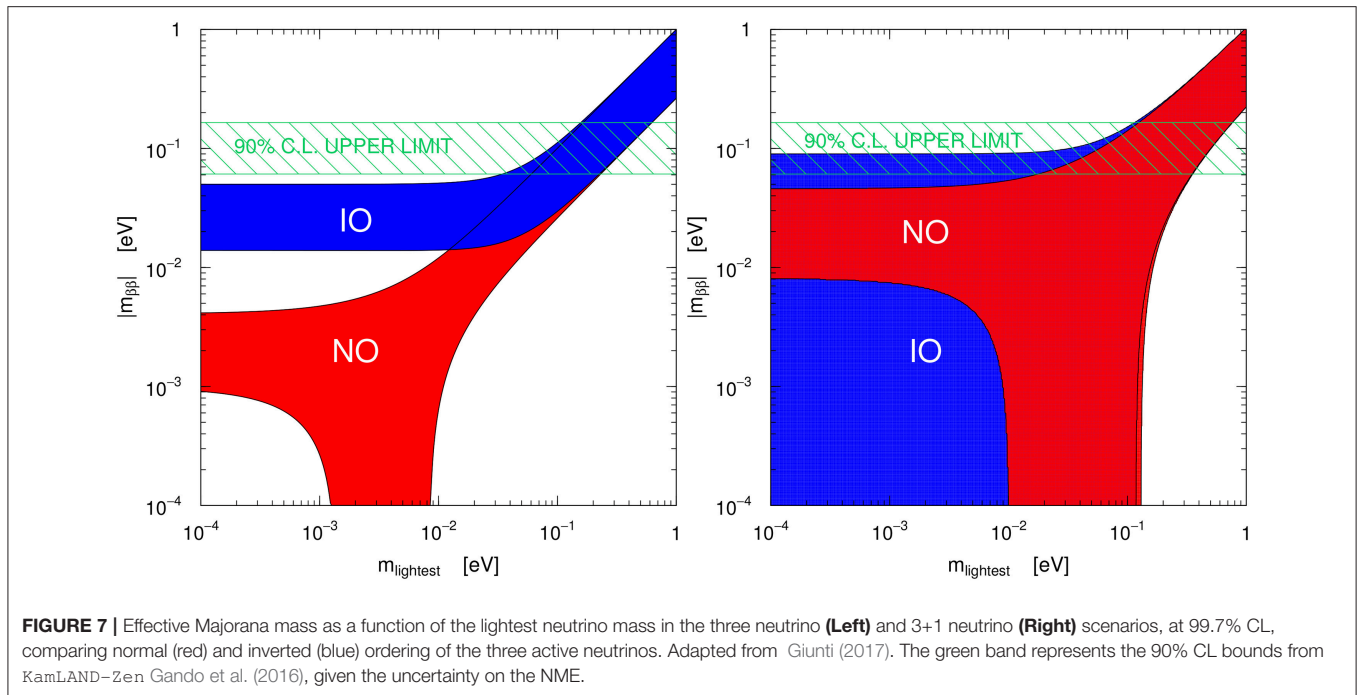 1
10⁻¹
10⁻²
10⁻³
10⁻⁴
|mββ| [eV]
90% C.L. UPPER LIMIT
IO
NO
10⁻⁴ 10⁻³ 10⁻² 10⁻¹ 1
mlightest [eV]
1
10⁻¹
10⁻²
10⁻³
10⁻⁴
|mββ| [eV]
90% C.L. UPPER LIMIT
NO
IO
10⁻⁴ 10⁻³ 10⁻² 10⁻¹ 1
mlightest [eV]
FIGURE 7 | Effective Majorana mass as a function of the lightest neutrino mass in the three neutrino (Left) and 3+1 neutrino (Right) scenarios, at 99.7% CL,
comparing normal (red) and inverted (blue) ordering of the three active neutrinos. Adapted from Giunti (2017). The green band represents the 90% CL bounds from
KamLAND-Zen Gando et al. (2016), given the uncertainty on the NME.